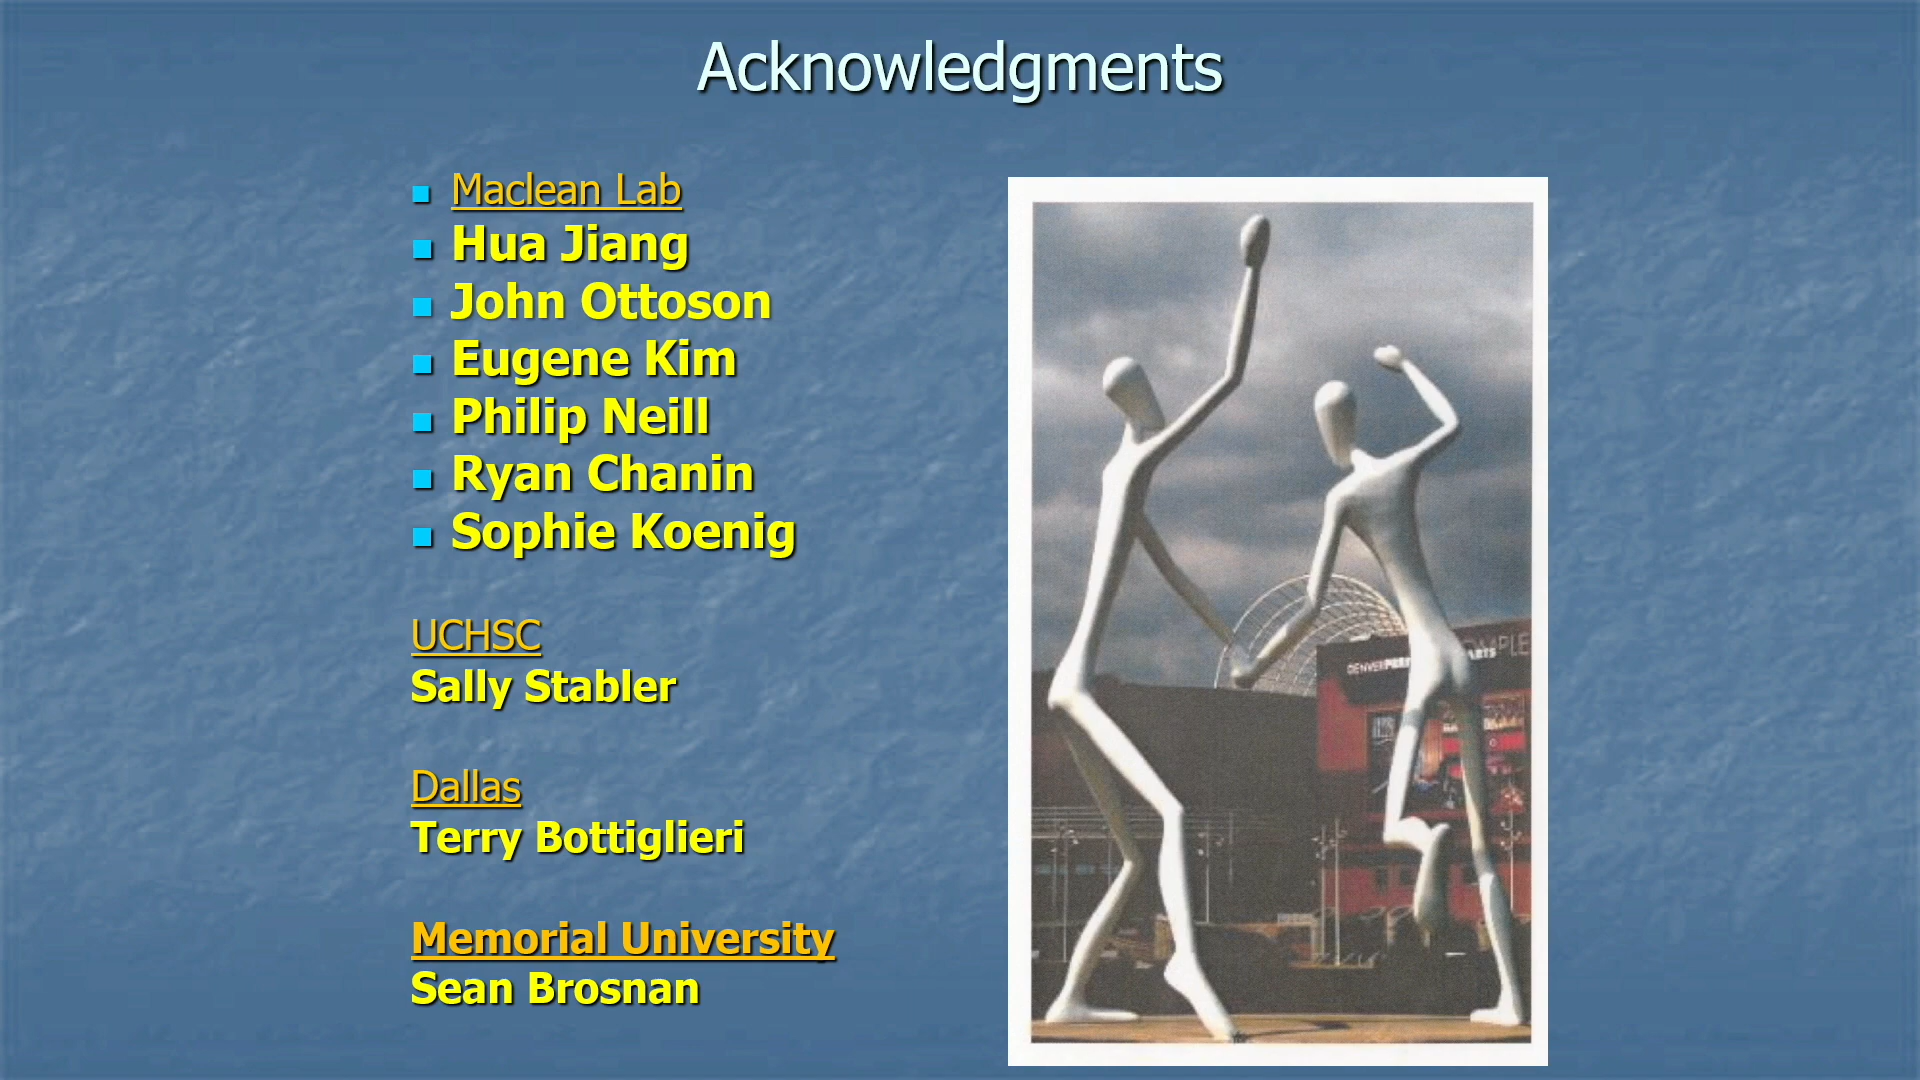 Acknowledgments
Maclean Lab
Hua Jiang
John Ottoson
Eugene Kim
Philip Neill
Ryan Chanin
Sophie Koenig
UCHSC
Sally Stabler
Dallas
Terry Bottiglieri
Memorial University
Sean Brosnan